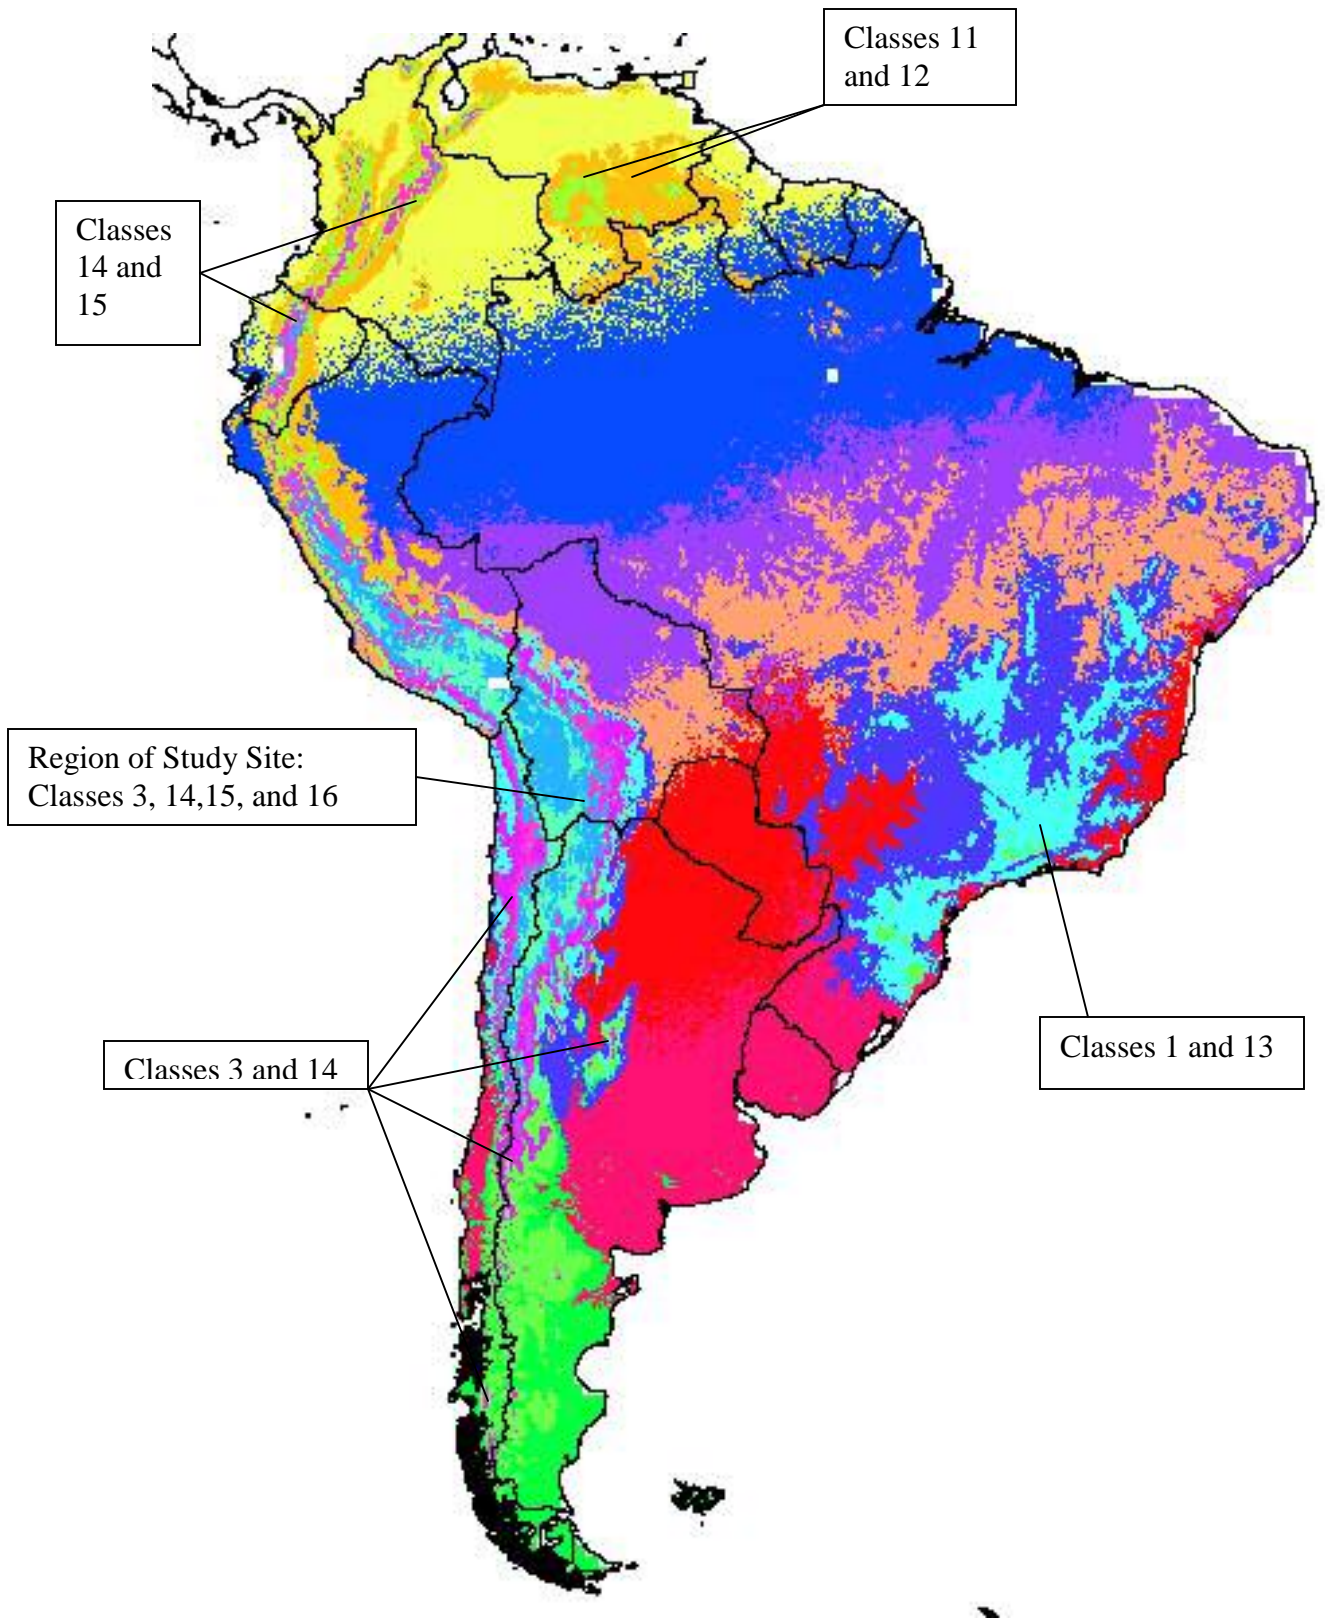 Classes 11
and 12
Classes
14 and
15
Region of Study Site:
Classes 3, 14,15, and 16
Classes 1 and 13
Classes 3 and 14